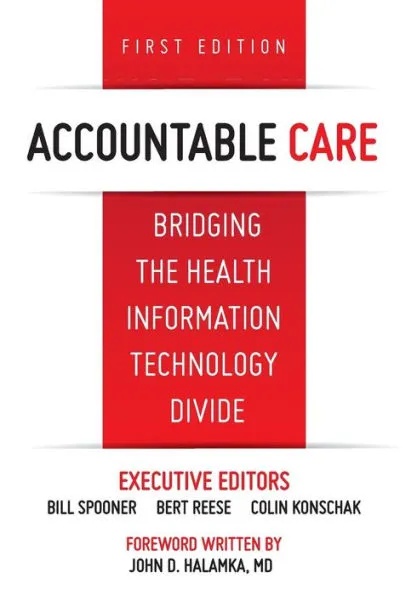 FIRST EDITION
ACCOUNTABLE CARE
BRIDGING
THE HEALTH
INFORMATION
TECHNOLOGY
DIVIDE
EXECUTIVE EDITORS
BILL SPOONER BERT REESE COLIN KONSCHAK
FOREWORD WRITTEN BY
JOHN D. HALAMKA, MD